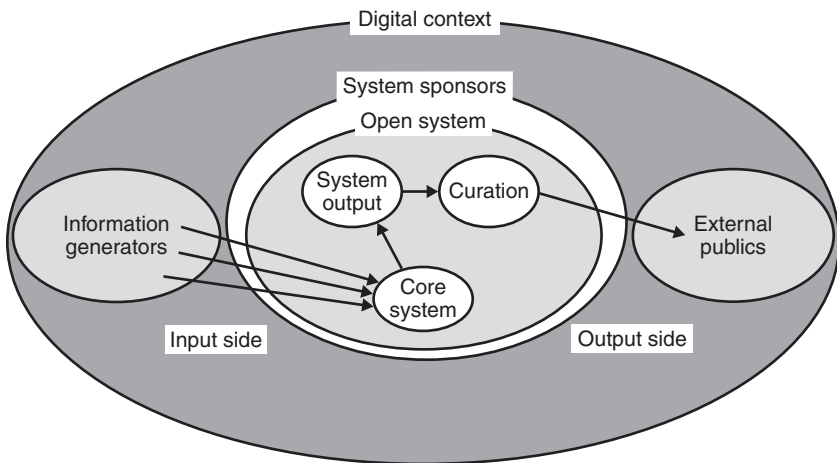 Digital context
System sponsors
Open system
System
output
Curation
Information
generators
External
publics
Core
system
Input side
Output side